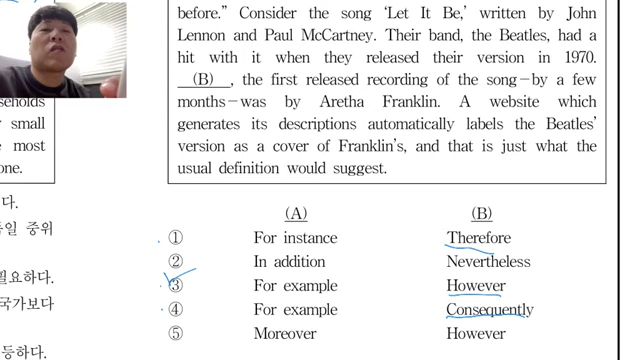 before.” Consider the song ‘Let It Be,’ written by John
Lennon and Paul McCartney. Their band, the Beatles, had a
hit with it when they released their version in 1970.
(B) , the first released recording of the song－by a few
months－was by Aretha Franklin. A website which
generates its descriptions automatically labels the Beatles’
version as a cover of Franklin’s, and that is just what the
usual definition would suggest.
seholds
small
most
one.
다.
독일 중위
필요하다.
국가보다
등하다.
(A) (B)
① For instance Therefore
② In addition Nevertheless
③ For example However
④ For example Consequently
⑤ Moreover However